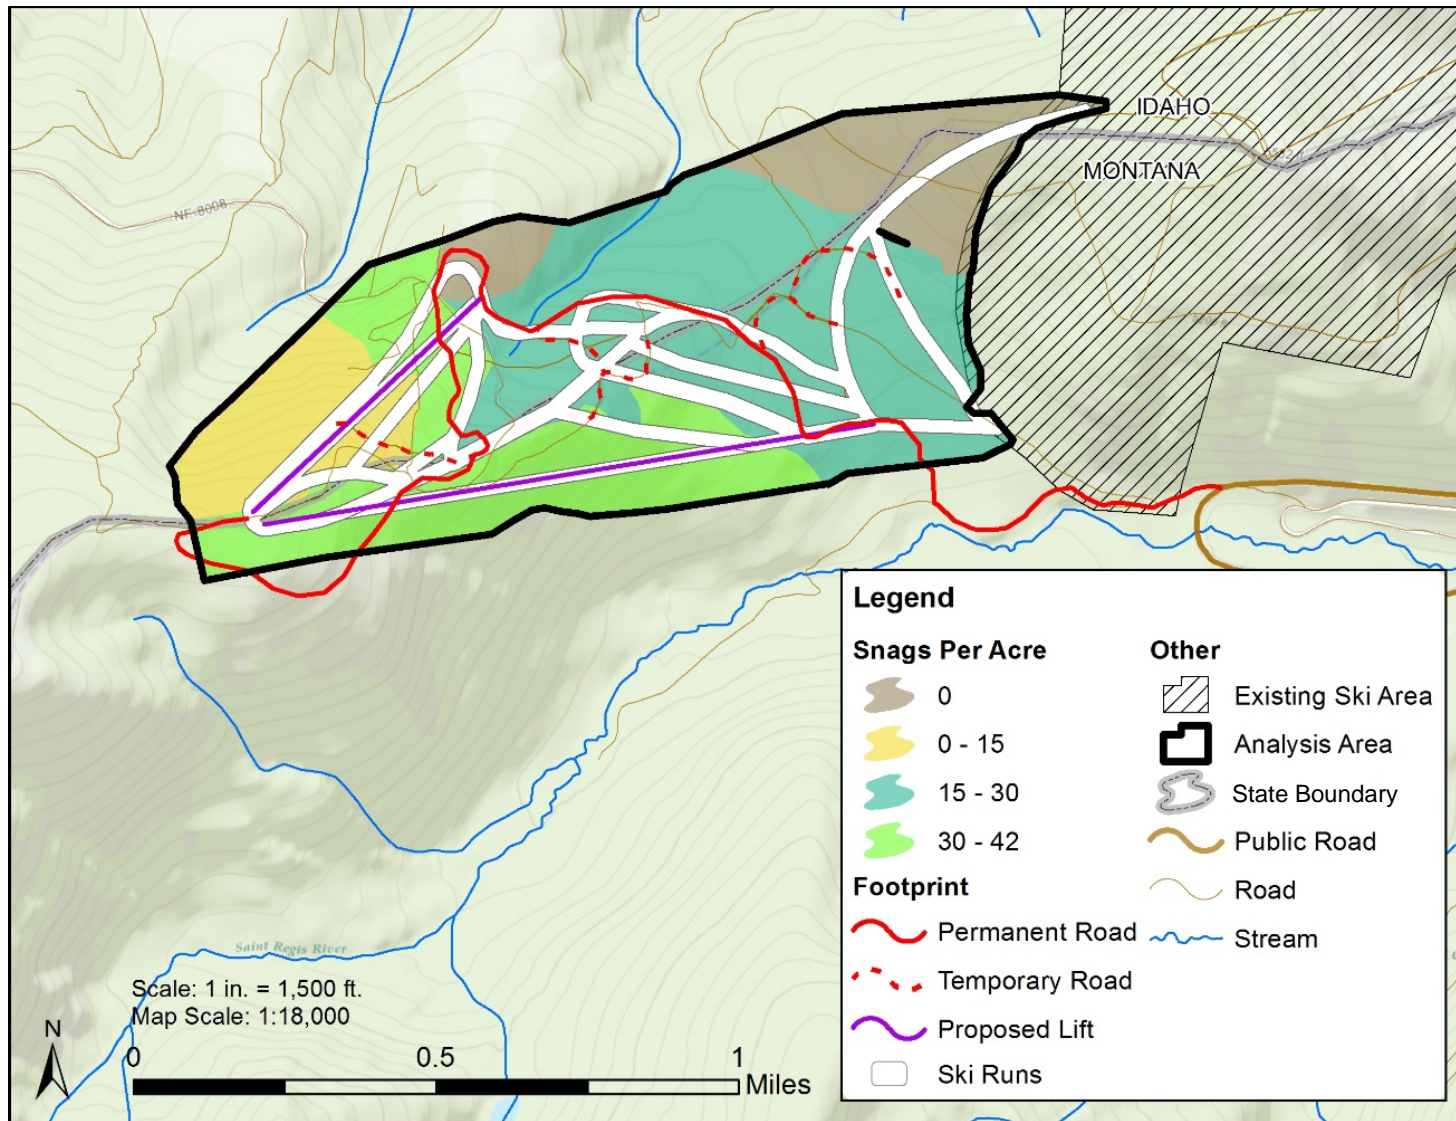 IDAHO
MONTANA
NF-8008
Legend
Snags Per Acre
0
0 - 15
15 - 30
30 - 42
Footprint
Permanent Road
Temporary Road
Proposed Lift
Ski Runs
Other
Existing Ski Area
Analysis Area
State Boundary
Public Road
Road
Stream
Saint Regis River
Scale: 1 in. = 1,500 ft.
Map Scale: 1:18,000
N
0 0.5 1
Miles